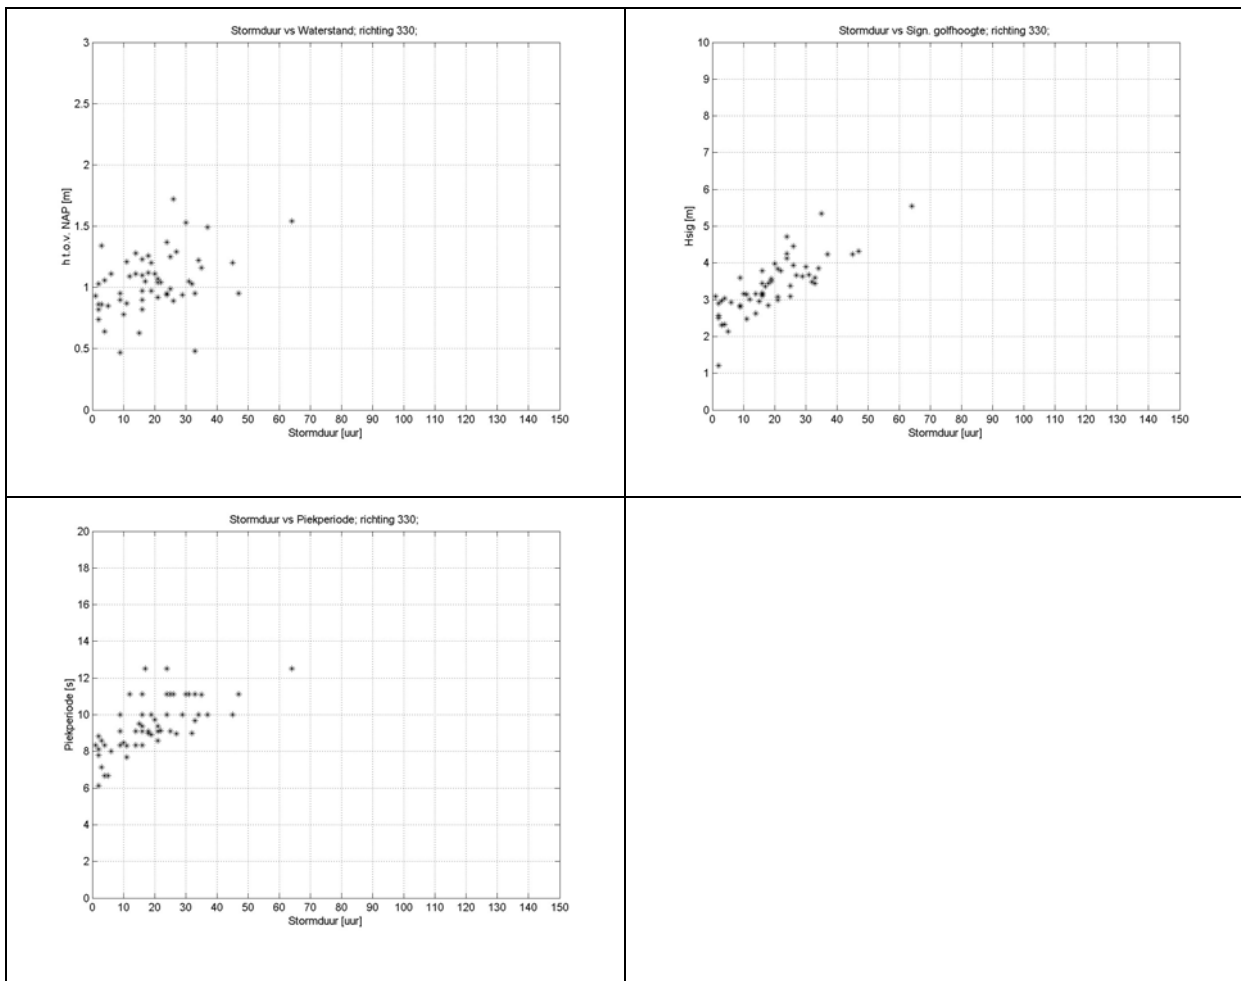 Stormduur vs Waterstand; richting 330;
3
2.5
2
1.5
1
0.5
0
h t.o.v. NAP [m]
0 10 20 30 40 50 60 70 80 90 100 110 120 130 140 150
Stormduur [uur]
Stormduur vs Sign. golfhoogte; richting 330;
10
9
8
7
6
5
4
3
2
1
0
Hsig [m]
0 10 20 30 40 50 60 70 80 90 100 110 120 130 140 150
Stormduur [uur]
Stormduur vs Piekperiode; richting 330;
20
18
16
14
12
10
8
6
4
2
0
Piekperiode [s]
0 10 20 30 40 50 60 70 80 90 100 110 120 130 140 150
Stormduur [uur]